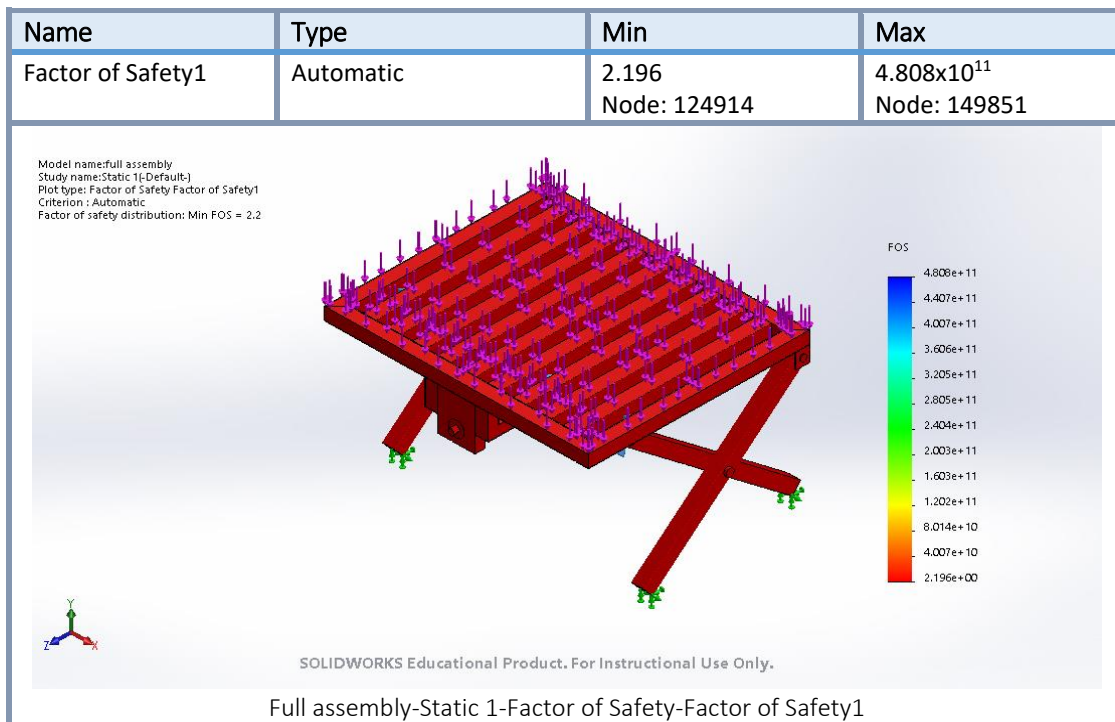 Name Type Min Max
Factor of Safety1 Automatic 2.196 4.808x10¹¹
Node: 124914 Node: 149851
Model name:full assembly
Study name:Static 1(-Default-)
Plot type: Factor of Safety Factor of Safety1
Criterion : Automatic
Factor of safety distribution: Min FOS = 2.2
FOS
4.808e+11
4.407e+11
4.007e+11
3.606e+11
3.205e+11
2.805e+11
2.404e+11
2.003e+11
1.603e+11
1.202e+11
8.014e+10
4.007e+10
2.196e+00
Y
Z X
SOLIDWORKS Educational Product. For Instructional Use Only.
Full assembly-Static 1-Factor of Safety-Factor of Safety1